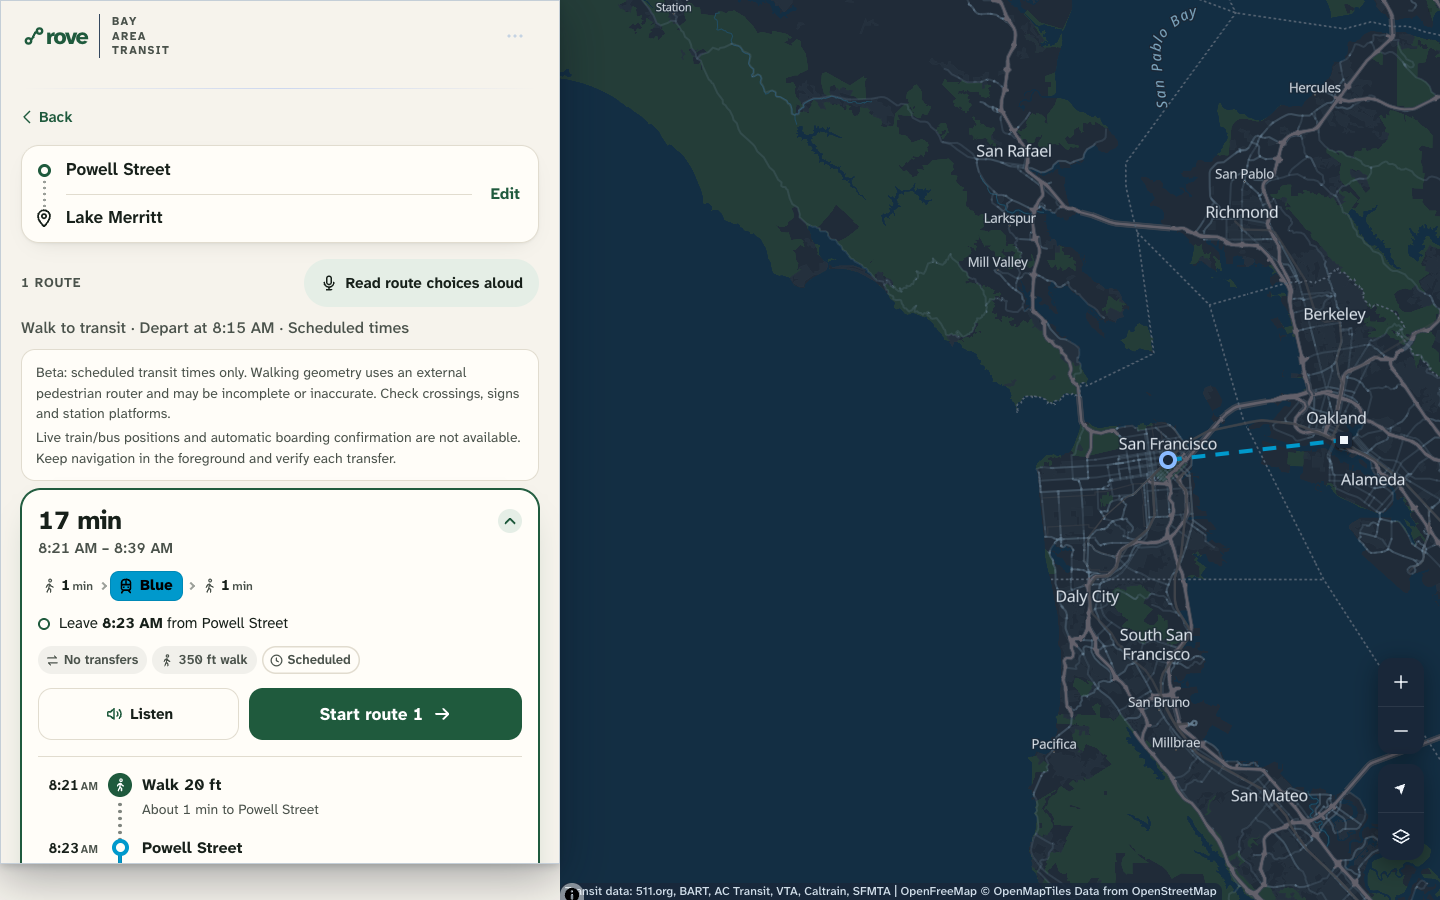 rove
BAY
AREA
TRANSIT
Back
Powell Street
Edit
Lake Merritt
1 ROUTE
Read route choices aloud
Walk to transit · Depart at 8:15 AM · Scheduled times
Beta: scheduled transit times only. Walking geometry uses an external
pedestrian router and may be incomplete or inaccurate. Check crossings, signs
and station platforms.
Live train/bus positions and automatic boarding confirmation are not available.
Keep navigation in the foreground and verify each transfer.
17 min
8:21 AM – 8:39 AM
1 min
Blue
1 min
Leave 8:23 AM from Powell Street
No transfers
350 ft walk
Scheduled
Listen
Start route 1
8:21 AM
Walk 20 ft
About 1 min to Powell Street
8:23 AM
Powell Street
Station
San Pablo Bay
Hercules
San Rafael
San Pablo
Richmond
Larkspur
Mill Valley
Berkeley
Oakland
San Francisco
Alameda
Daly City
South San
Francisco
San Bruno
Pacifica
Millbrae
San Mateo
nsit data: 511.org, BART, AC Transit, VTA, Caltrain, SFMTA | OpenFreeMap © OpenMapTiles Data from OpenStreetMap